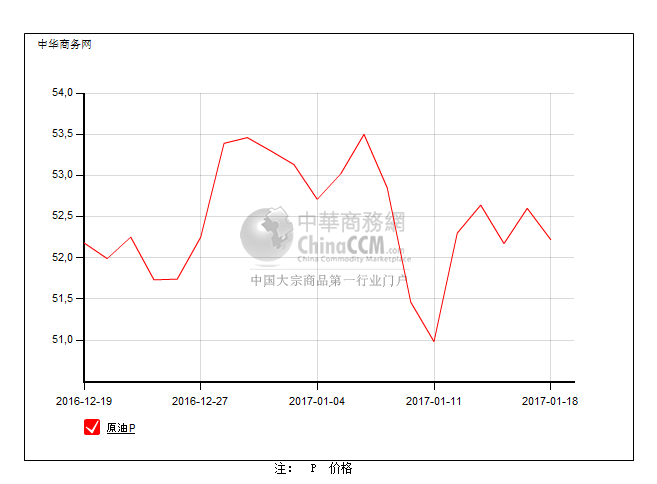 中华商务网
54,0
53,5
53,0
52,5
52,0
51,5
51,0
中華商務網
ChinaCCM.com
China Commodity Marketplace
中国大宗商品第一行业门户
2016-12-19 2016-12-27 2017-01-04 2017-01-11 2017-01-18
原油P
注： P 价格